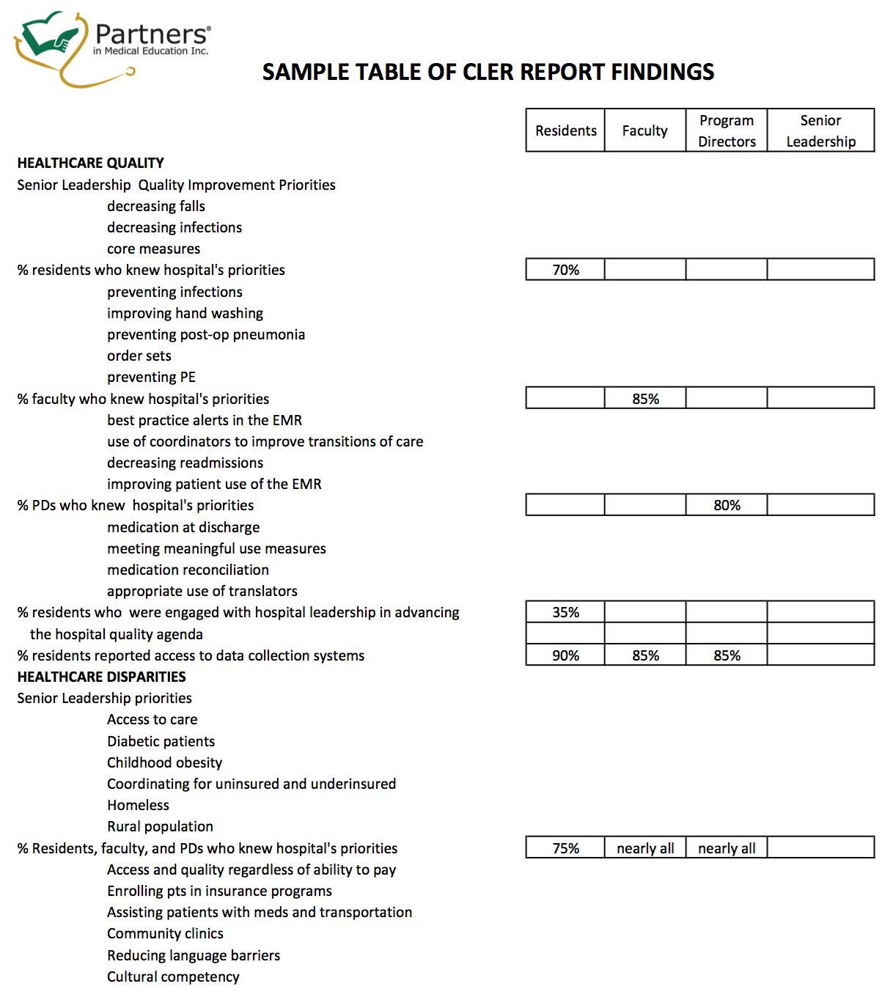 Partners®
in Medical Education Inc.
SAMPLE TABLE OF CLER REPORT FINDINGS
Residents Faculty Program Directors Senior Leadership
HEALTHCARE QUALITY
Senior Leadership  Quality Improvement Priorities
decreasing falls
decreasing infections
core measures
% residents who knew hospital's priorities 70%
preventing infections
improving hand washing
preventing post-op pneumonia
order sets
preventing PE
% faculty who knew hospital's priorities 85%
best practice alerts in the EMR
use of coordinators to improve transitions of care
decreasing readmissions
improving patient use of the EMR
% PDs who knew  hospital's priorities 80%
medication at discharge
meeting meaningful use measures
medication reconciliation
appropriate use of translators
% residents who  were engaged with hospital leadership in advancing 35%
the hospital quality agenda
% residents reported access to data collection systems 90% 85% 85%
HEALTHCARE DISPARITIES
Senior Leadership priorities
Access to care
Diabetic patients
Childhood obesity
Coordinating for uninsured and underinsured
Homeless
Rural population
% Residents, faculty, and PDs who knew hospital's priorities 75% nearly all nearly all
Access and quality regardless of ability to pay
Enrolling pts in insurance programs
Assisting patients with meds and transportation
Community clinics
Reducing language barriers
Cultural competency